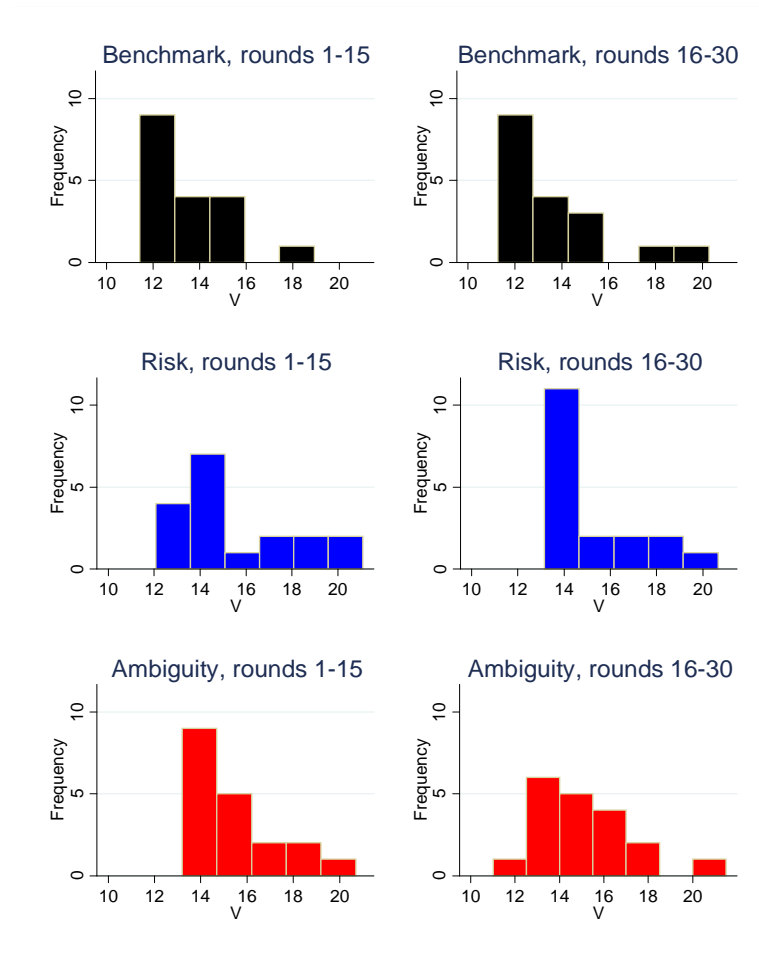 Benchmark, rounds 1-15
Frequency
10
5
0
10 12 14 16 18 20
V
Benchmark, rounds 16-30
Frequency
10
5
0
10 12 14 16 18 20
V
Risk, rounds 1-15
Frequency
10
5
0
10 12 14 16 18 20
V
Risk, rounds 16-30
Frequency
10
5
0
10 12 14 16 18 20
V
Ambiguity, rounds 1-15
Frequency
10
5
0
10 12 14 16 18 20
V
Ambiguity, rounds 16-30
Frequency
10
5
0
10 12 14 16 18 20
V